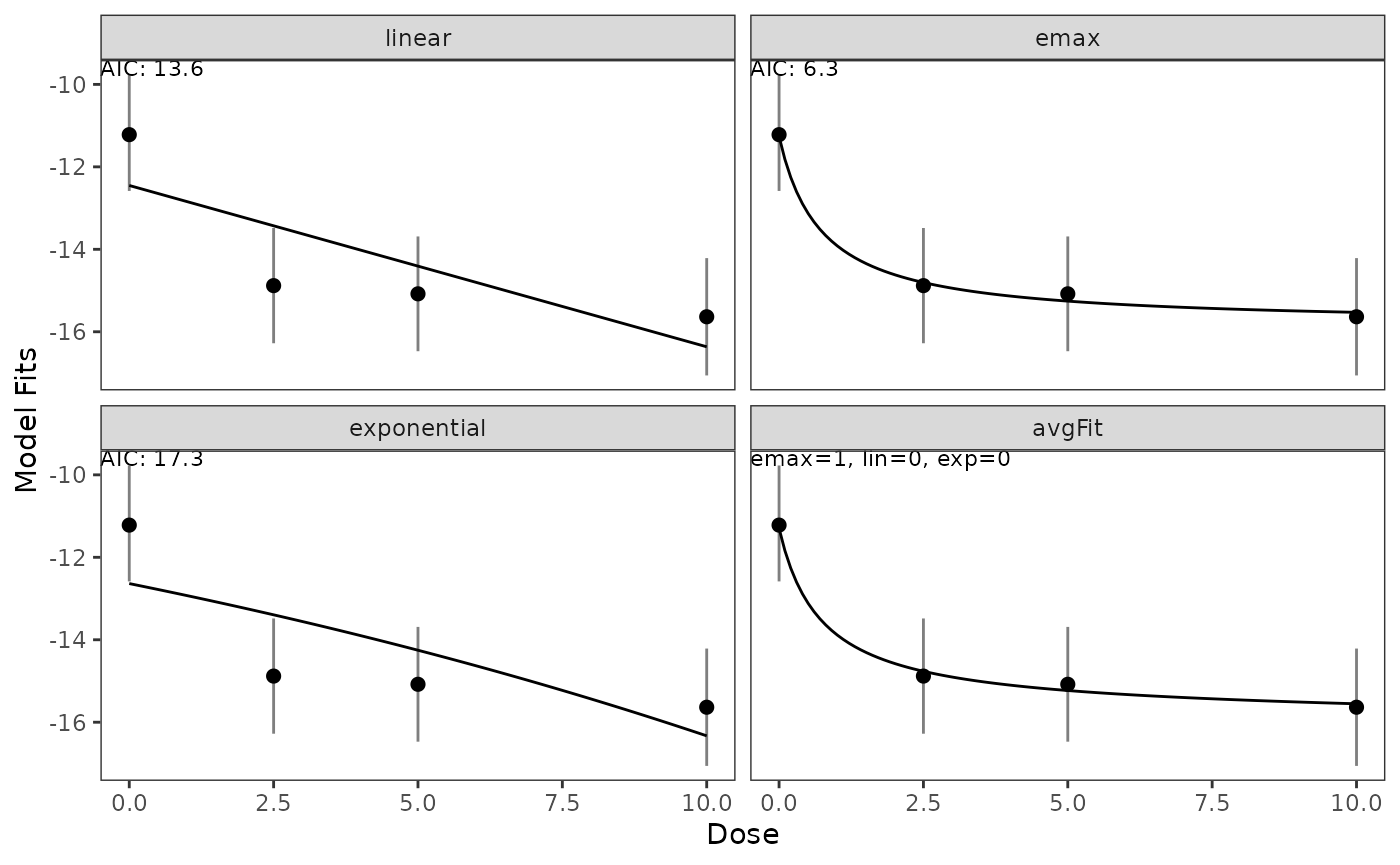 linear
emax
AIC: 13.6
AIC: 6.3
-10
-12
-14
-16
Model Fits
exponential
avgFit
AIC: 17.3
emax=1, lin=0, exp=0
-10
-12
-14
-16
0.0 2.5 5.0 7.5 10.0
0.0 2.5 5.0 7.5 10.0
Dose